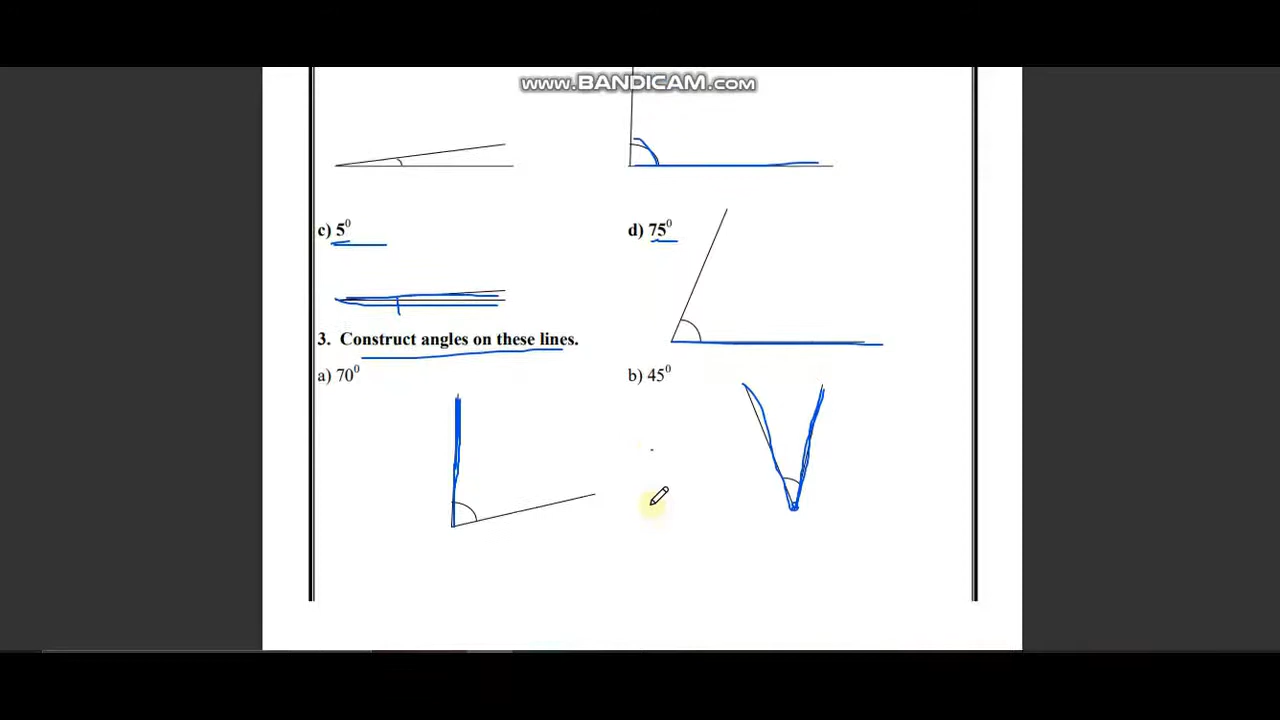 www.BANDICAM.com
c) 5⁰
d) 75⁰
3. Construct angles on these lines.
a) 70⁰
b) 45⁰